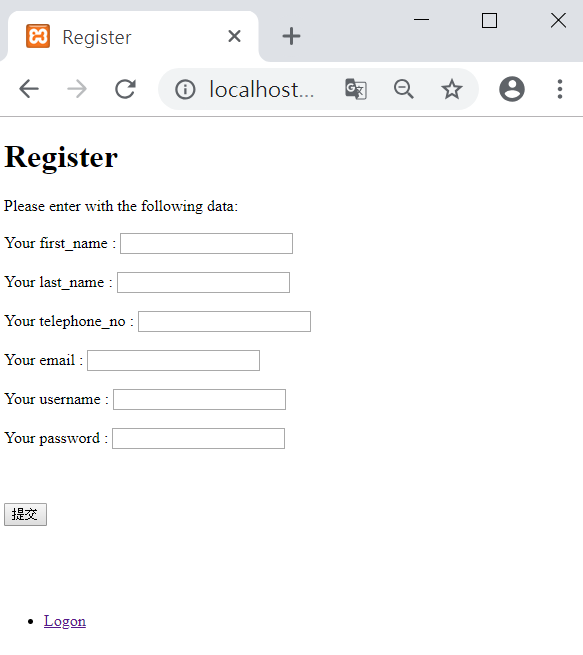 Register
localhost...
Register
Please enter with the following data:
Your first_name :
Your last_name :
Your telephone_no :
Your email :
Your username :
Your password :
提交
Logon